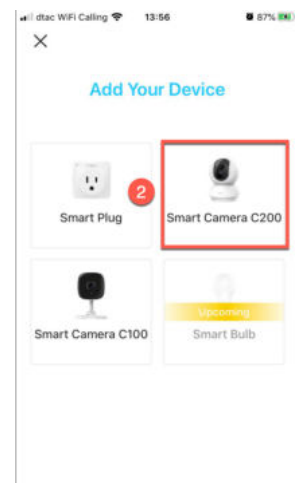 dtac WiFi Calling 13:56 87%
Add Your Device
2
Smart Plug Smart Camera C200
Upcoming
Smart Camera C100 Smart Bulb